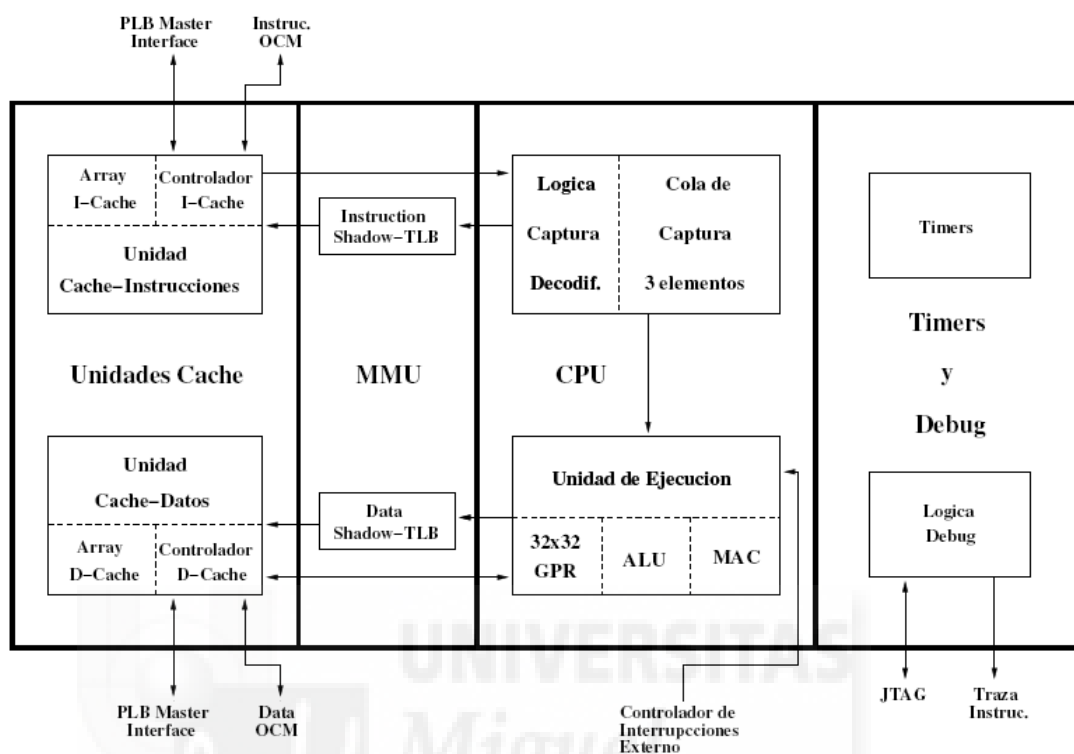 PLB Master
Interface
Instruc.
OCM
Array
I-Cache
Controlador
I-Cache
Unidad
Cache-Instrucciones
Instruction
Shadow-TLB
Logica
Captura
Decodif.
Cola de
Captura
3 elementos
Timers
Unidades Cache
MMU
CPU
Timers
y
Debug
Unidad
Cache-Datos
Array
D-Cache
Controlador
D-Cache
Data
Shadow-TLB
Unidad de Ejecucion
32x32
GPR
ALU
MAC
Logica
Debug
PLB Master
Interface
Data
OCM
Controlador de
Interrupcciones
Externo
JTAG
Traza
Instruc.
UNIVERSITAS
Miguel